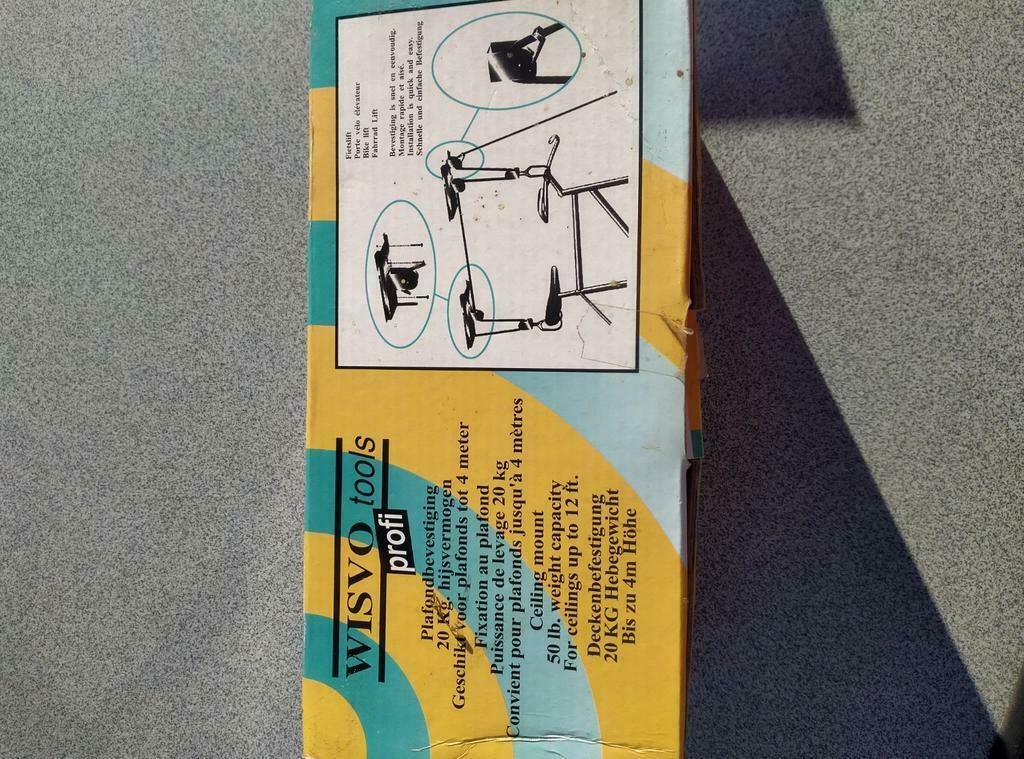 WISVO tools
profi
Plafondbevestiging
20 Kg. hijsvermogen
Geschikt voor plafonds tot 4 meter
Fixation au plafond
Puissance de levage 20 kg
Convient pour plafonds jusqu'à 4 mètres
Ceiling mount
50 lb. weight capacity
For ceilings up to 12 ft.
Deckenbefestigung
20 KG Hebegewicht
Bis zu 4m Höhe
Fietslift
Porte vélo élévateur
Bike lift
Fahrrad Lift
Bevestiging is snel en eenvoudig.
Montage rapide et aisé.
Installation is quick and easy.
Schnelle und einfache Befestigung